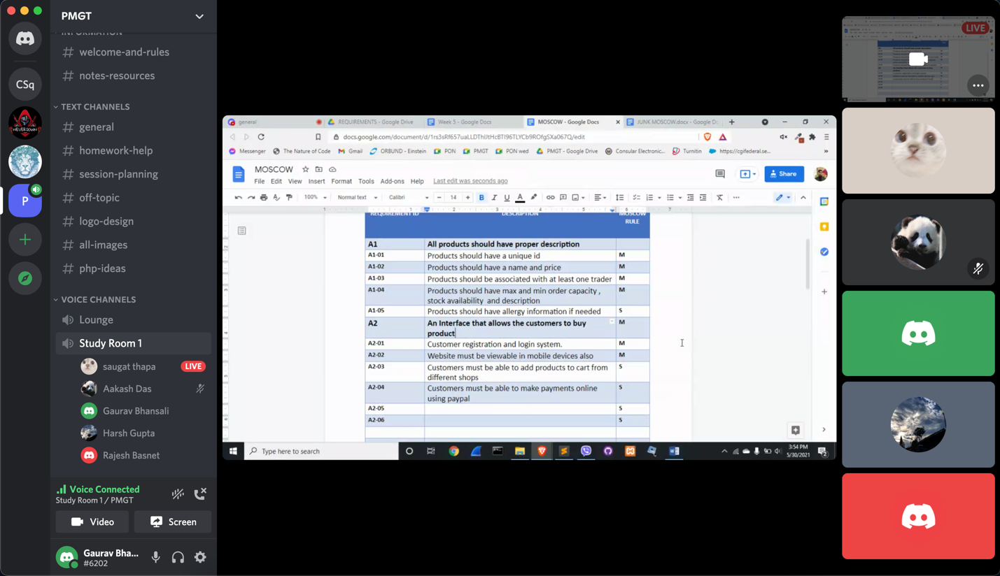 PMGT
INFORMATION
# welcome-and-rules
# notes-resources
TEXT CHANNELS
# general
# homework-help
# session-planning
# off-topic
# logo-design
# all-images
# php-ideas
VOICE CHANNELS
Lounge
Study Room 1
saugat thapa LIVE
Aakash Das
Gaurav Bhansali
Harsh Gupta
Rajesh Basnet
Voice Connected
Study Room 1 / PMGT
Video Screen
Gaurav Bha...
#6202
CSq
NEVERDOWN
P
general
REQUIREMENTS - Google Drive
Week 5 - Google Docs
MOSCOW - Google Docs
JUNK MOSCOW.docx - Google D
Messenger The Nature of Code Gmail ORBUND - Einstein PON PMGT PON wed PMGT - Google Drive Consular Electronic... Turnitin https://cgifederal.se...
MOSCOW
Share
File Edit View Insert Format Tools Add-ons Help Last edit was seconds ago
100% Normal text Calibri − 14 + B I U A
1 1 2 3 4 5 6 7
REQUIREMENT ID DESCRIPTION MOSCOW
RULE
A1 All products should have proper description
A1-01 Products should have a unique id M
A1-02 Products should have a name and price M
A1-03 Products should be associated with at least one trader M
A1-04 Products should have max and min order capacity , M
stock availability and description
A1-05 Products should have allergy information if needed S
A2 An Interface that allows the customers to buy M
product
A2-01 Customer registration and login system. M
A2-02 Website must be viewable in mobile devices also M
A2-03 Customers must be able to add products to cart from S
different shops
A2-04 Customers must be able to make payments online S
using paypal
A2-05 S
A2-06 S
Type here to search
3:54 PM
5/30/2021
2
LIVE